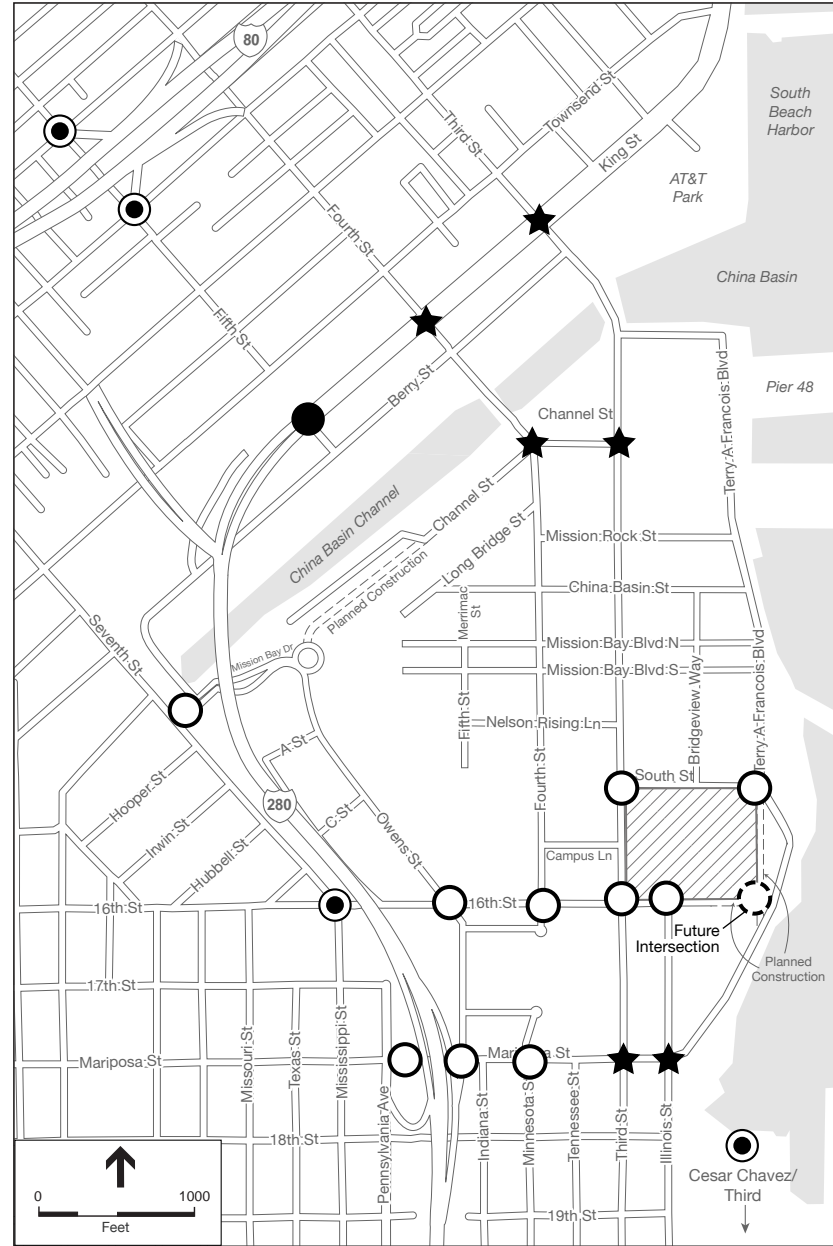 80
South
Beach
Harbor
Third St
Townsend St
King St
AT&T
Park
Fourth St
China Basin
Fifth St
Berry St
Terry A Francois Blvd
Pier 48
Channel St
China Basin Channel
Channel St
Mission Rock St
Long Bridge St
Planned Construction
China Basin St
Merrimac
St
Seventh St
Mission Bay Blvd N
Mission Bay Dr
Mission Bay Blvd S
Bridgeview Way
Terry A Francois Blvd
Fifth St
Nelson Rising Ln
A St
South St
Hooper St
280
Fourth St
C St
Owens St
Irwin St
Campus Ln
Hubbell St
16th St
16th St
Future
Intersection
Planned
Construction
17th St
Missouri St
Texas St
Mississippi St
Mariposa St
Pennsylvania Ave
Indiana St
Minnesota St
Tennessee St
Third St
Illinois St
18th St
Cesar Chavez/
Third
0
1000
Feet
19th St